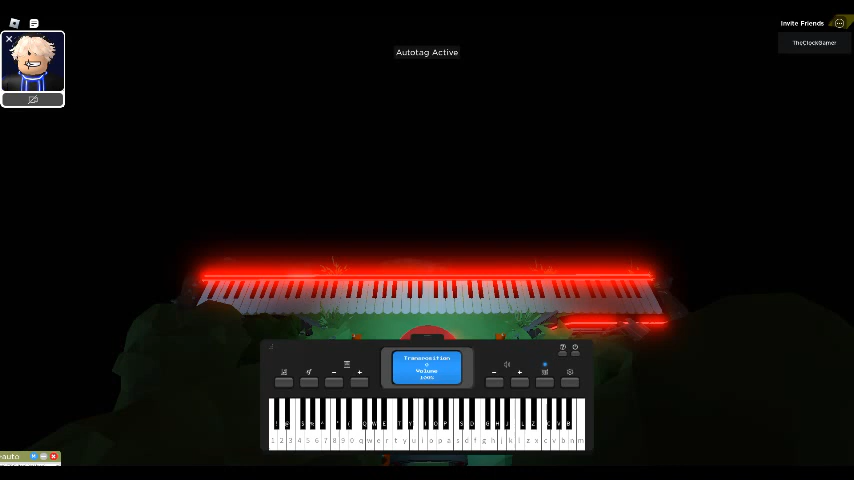 Invite Friends
TheClockGamer
Autotag Active
Transposition
0
Volume
100%
1 2 3 4 5 6 7 8 9 0 q w e r t y u i o p a s d f g h j k l z x c v b n m
auto